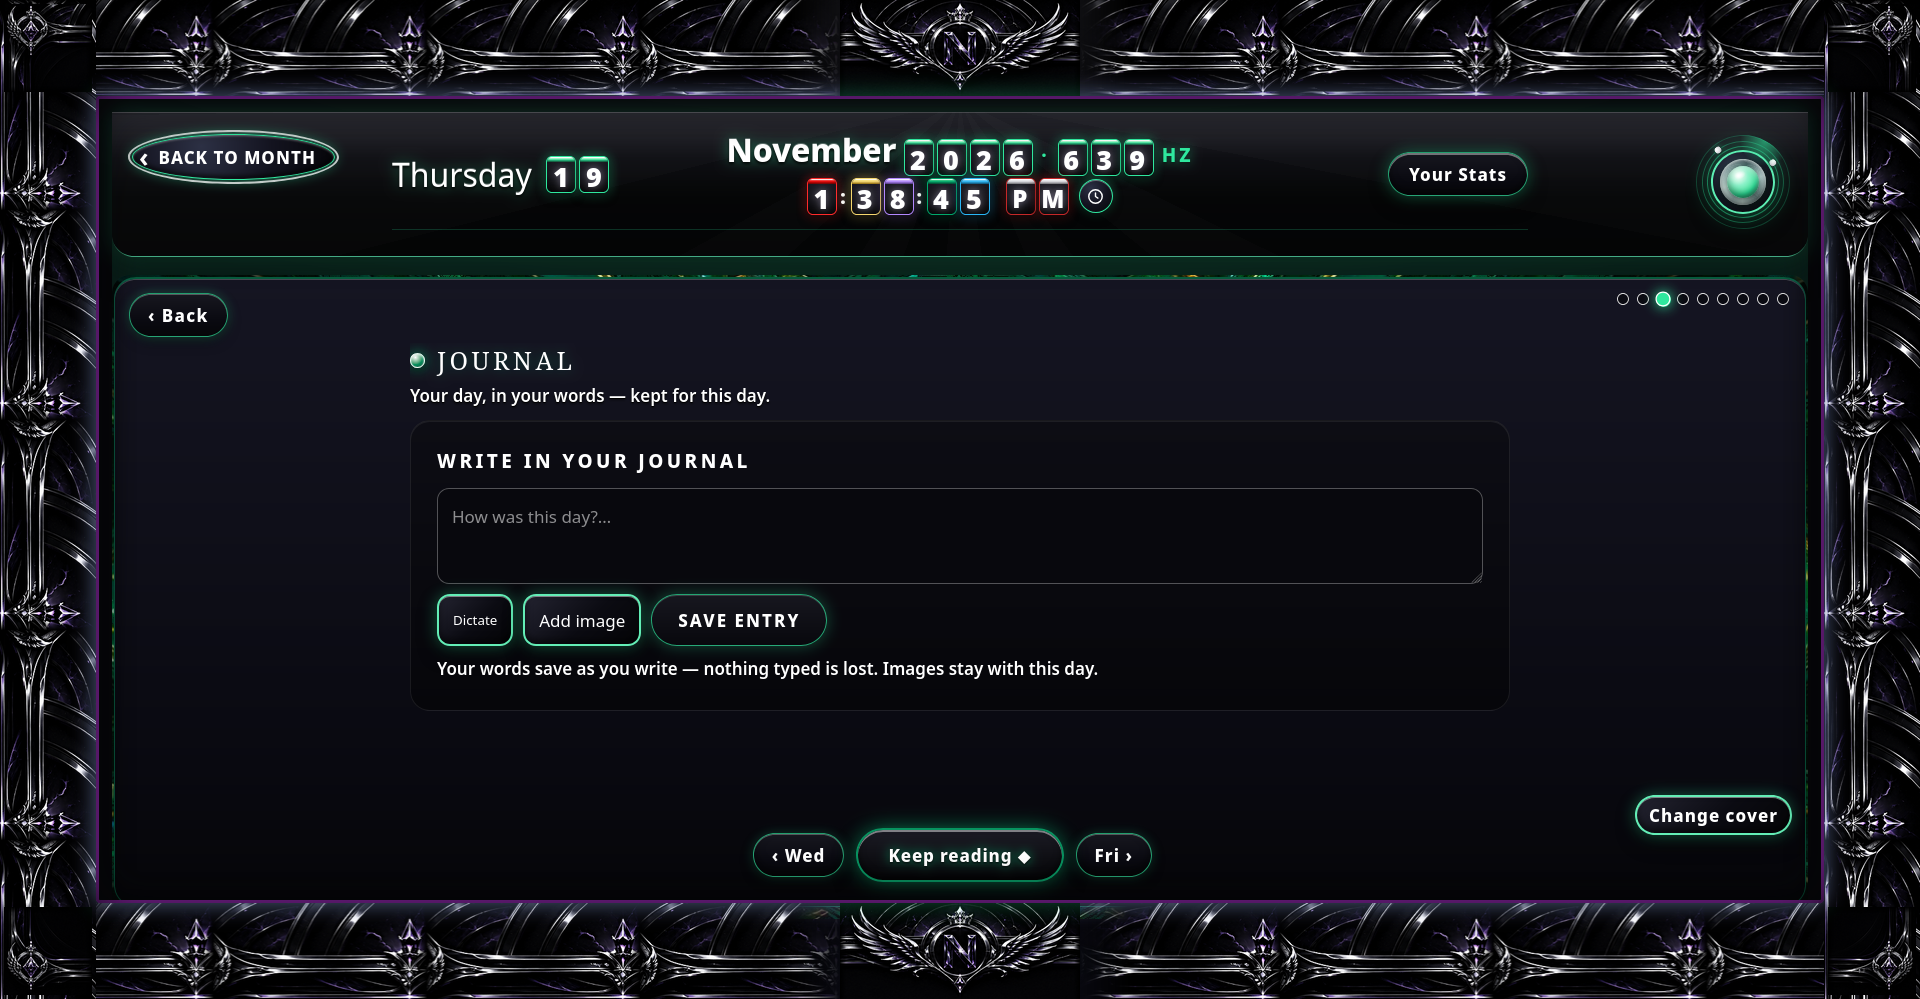 N
‹ BACK TO MONTH
Thursday 19
November 2026 · 639 HZ
1:38:45 PM
Your Stats
‹ Back
JOURNAL
Your day, in your words — kept for this day.
WRITE IN YOUR JOURNAL
How was this day?...
Dictate
Add image
SAVE ENTRY
Your words save as you write — nothing typed is lost. Images stay with this day.
Change cover
‹ Wed
Keep reading ◆
Fri ›
N